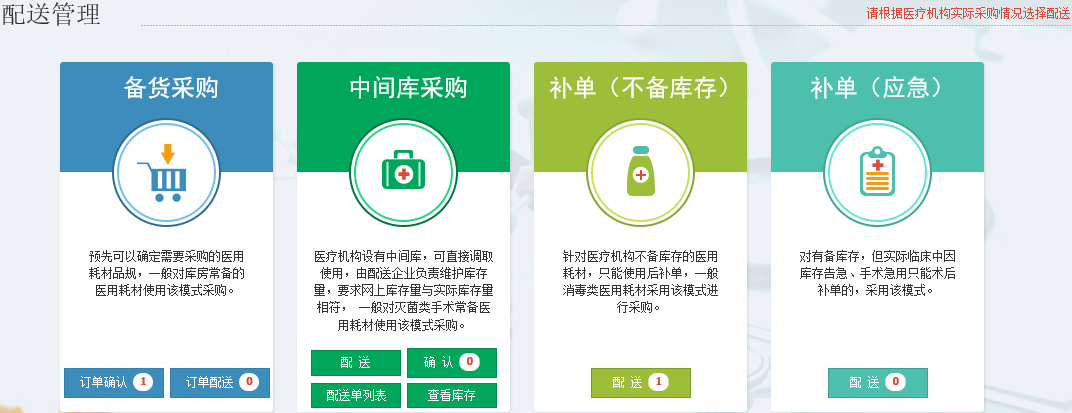 配送管理
请根据医疗机构实际采购情况选择配送
备货采购
预先可以确定需要采购的医用
耗材品规，一般对库房常备的
医用耗材使用该模式采购。
订单确认 1
订单配送 0
中间库采购
医疗机构设有中间库，可直接调取
使用，由配送企业负责维护库存
量，要求网上库存量与实际库存量
相符， 一般对灭菌类手术常备医
用耗材使用该模式采购。
配 送
确 认 0
配送单列表
查看库存
补单（不备库存）
针对医疗机构不备库存的医用
耗材，只能使用后补单，一般
消毒类医用耗材采用该模式进
行采购。
配 送 1
补单（应急）
对有备库存，但实际临床中因
库存告急、手术急用只能术后
补单的，采用该模式。
配 送 0